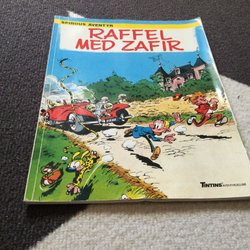 SPIROUS ÄVENTYR
RAFFEL
MED ZAFIR
TINTINS